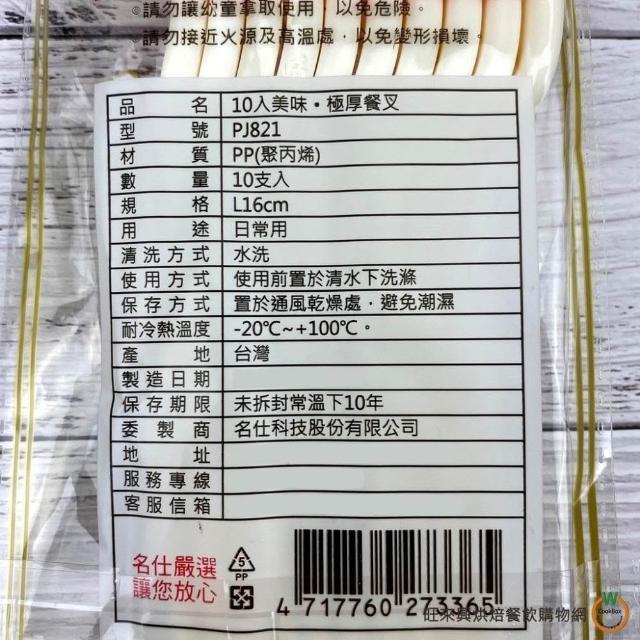 請勿讓幼童拿取使用，以免危險。
請勿接近火源及高溫處，以免變形損壞。
品名 10入美味・極厚餐叉
型號 PJ821
材質 PP(聚丙烯)
數量 10支入
規格 L16cm
用途 日常用
清洗方式 水洗
使用方式 使用前置於清水下洗滌
保存方式 置於通風乾燥處，避免潮濕
耐冷熱溫度 -20℃~+100℃。
產地 台灣
製造日期
保存期限 未拆封常溫下10年
委製商 名仕科技股份有限公司
地址
服務專線
客服信箱
名仕嚴選
讓您放心
5
PP
4 717760 273365
旺來興烘焙餐飲購物網
W
CookBox